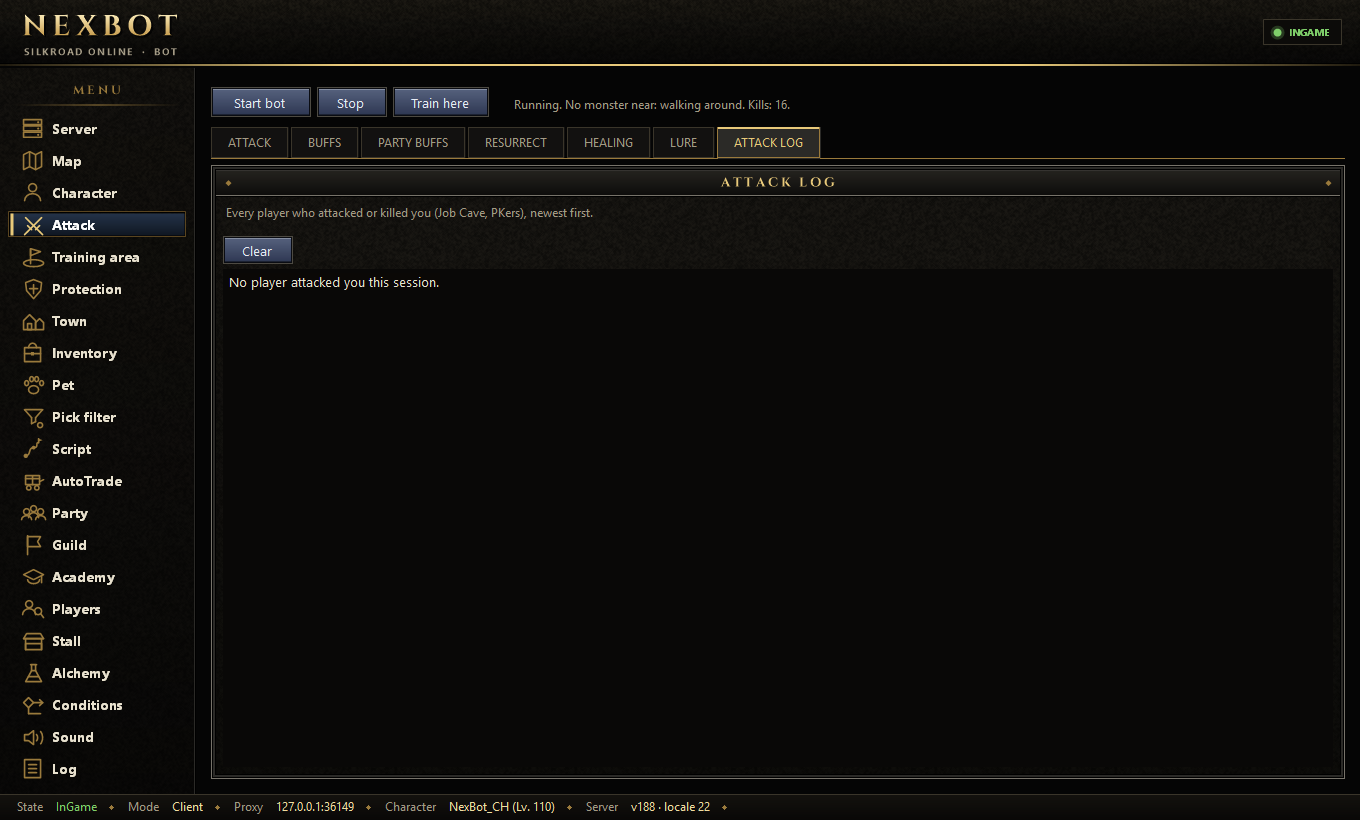 NEXBOT
SILKROAD ONLINE · BOT
INGAME
MENU
Server
Map
Character
Attack
Training area
Protection
Town
Inventory
Pet
Pick filter
Script
AutoTrade
Party
Guild
Academy
Players
Stall
Alchemy
Conditions
Sound
Log
Start bot Stop Train here Running. No monster near: walking around. Kills: 16.
ATTACK BUFFS PARTY BUFFS RESURRECT HEALING LURE ATTACK LOG
ATTACK LOG
Every player who attacked or killed you (Job Cave, PKers), newest first.
Clear
No player attacked you this session.
State InGame Mode Client Proxy 127.0.0.1:36149 Character NexBot_CH (Lv. 110) Server v188 · locale 22